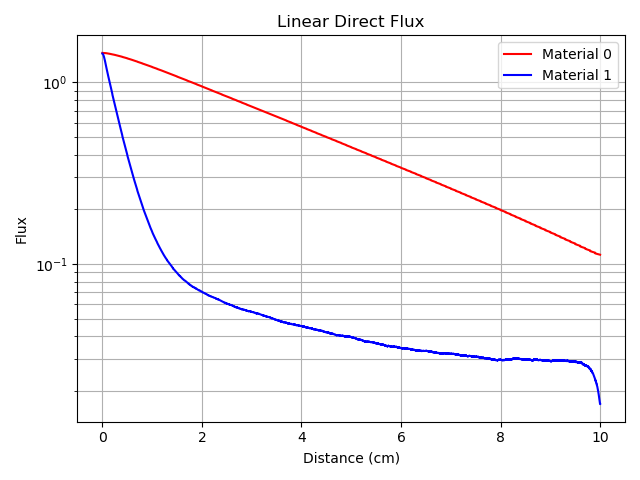 Linear Direct Flux
Material 0
Material 1
10⁰
10⁻¹
Flux
0 2 4 6 8 10
Distance (cm)